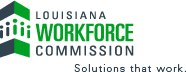 LOUISIANA
WORKFORCE
COMMISSION
Solutions that work.